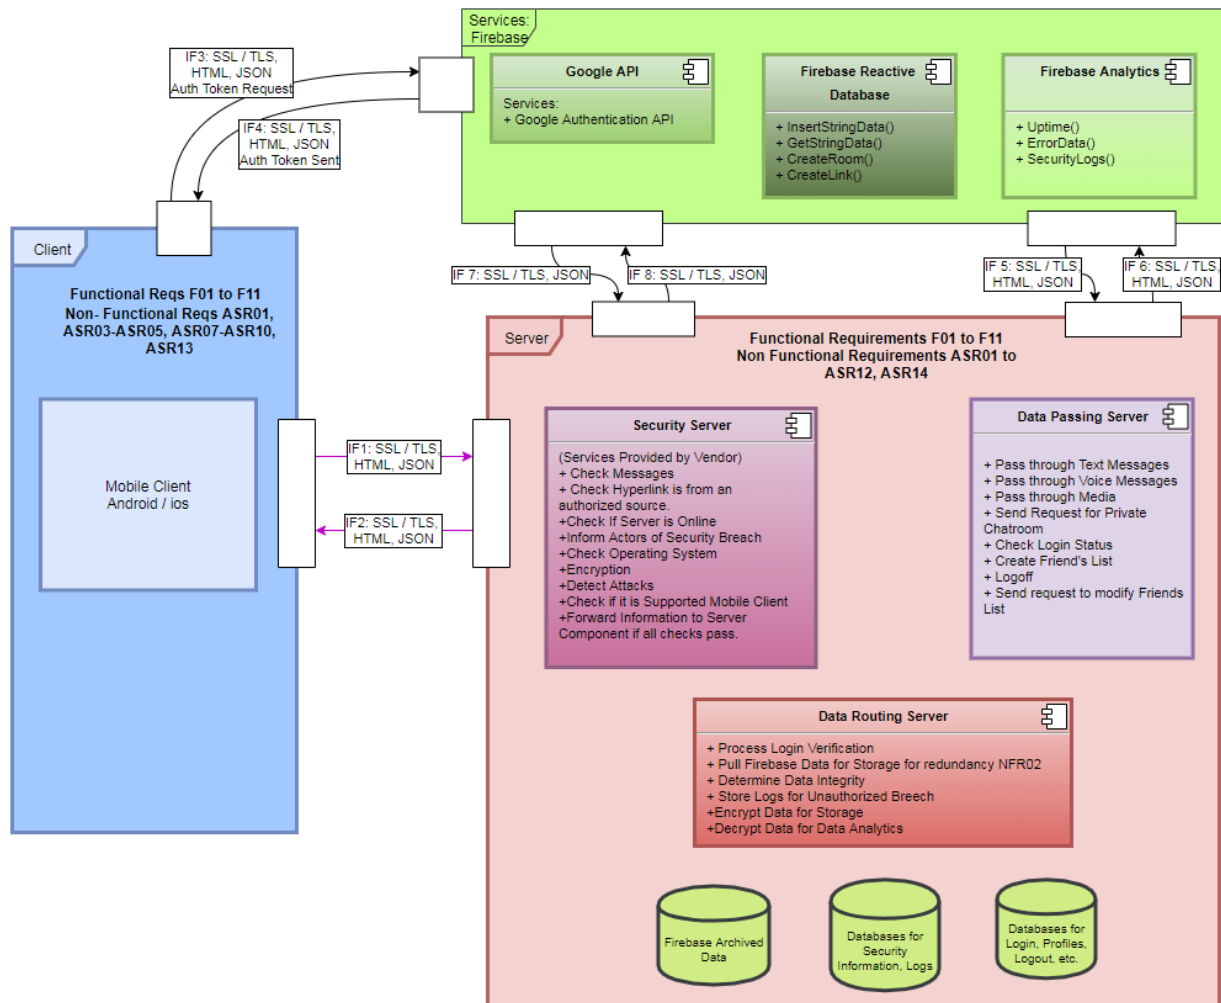 Services:
Firebase
IF3: SSL / TLS,
HTML, JSON
Auth Token Request
IF4: SSL / TLS,
HTML, JSON
Auth Token Sent
Google API
Services:
+ Google Authentication API
Firebase Reactive
Database
+ InsertStringData()
+ GetStringData()
+ CreateRoom()
+ CreateLink()
Firebase Analytics
+ Uptime()
+ ErrorData()
+ SecurityLogs()
IF 7: SSL / TLS, JSON
IF 8: SSL / TLS, JSON
IF 5: SSL / TLS,
HTML, JSON
IF 6: SSL / TLS,
HTML, JSON
Client
Functional Reqs F01 to F11
Non- Functional Reqs ASR01,
ASR03-ASR05, ASR07-ASR10,
ASR13
Mobile Client
Android / ios
IF1: SSL / TLS,
HTML, JSON
IF2: SSL / TLS,
HTML, JSON
Server
Functional Requirements F01 to F11
Non Functional Requirements ASR01 to
ASR12, ASR14
Security Server
(Services Provided by Vendor)
+ Check Messages
+ Check Hyperlink is from an
authorized source.
+Check If Server is Online
+Inform Actors of Security Breach
+Check Operating System
+Encryption
+Detect Attacks
+Check if it is Supported Mobile Client
+Forward Information to Server
Component if all checks pass.
Data Passing Server
+ Pass through Text Messages
+ Pass through Voice Messages
+ Pass through Media
+ Send Request for Private
Chatroom
+ Check Login Status
+ Create Friend's List
+ Logoff
+ Send request to modify Friends
List
Data Routing Server
+ Process Login Verification
+ Pull Firebase Data for Storage for redundancy NFR02
+ Determine Data Integrity
+ Store Logs for Unauthorized Breech
+Encrypt Data for Storage
+Decrypt Data for Data Analytics
Firebase Archived
Data
Databases for
Security
Information, Logs
Databases for
Login, Profiles,
Logout, etc.